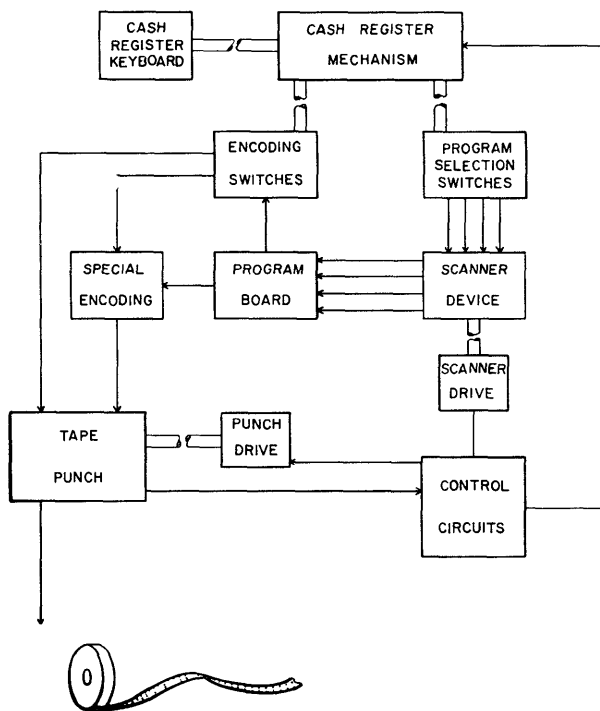 CASH
REGISTER
KEYBOARD
CASH REGISTER
MECHANISM
ENCODING
SWITCHES
PROGRAM
SELECTION
SWITCHES
SPECIAL
ENCODING
PROGRAM
BOARD
SCANNER
DEVICE
SCANNER
DRIVE
TAPE
PUNCH
PUNCH
DRIVE
CONTROL
CIRCUITS